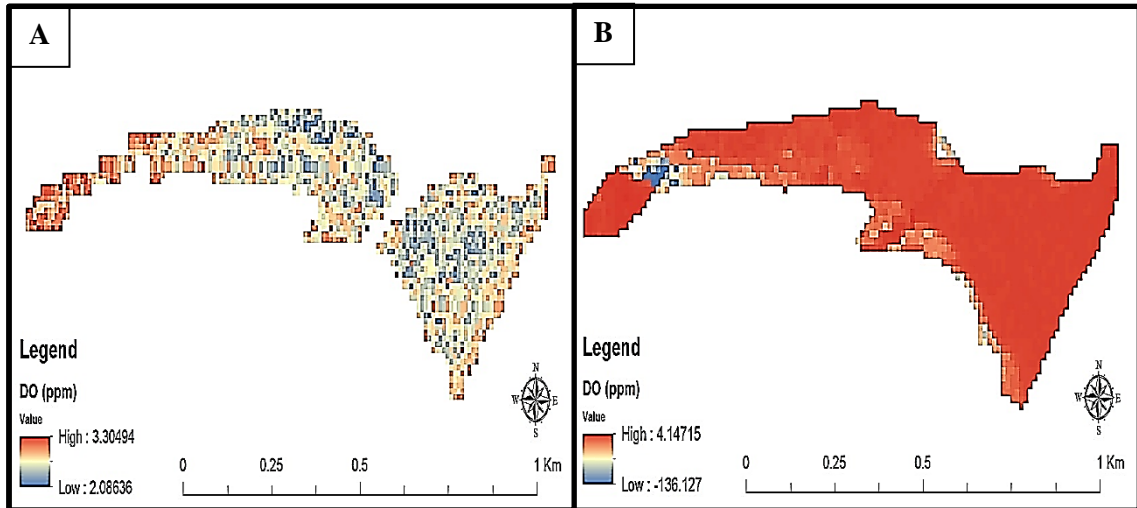 A
Legend
DO (ppm)
Value
High : 3.30494
Low : 2.08636
N
W E
S
0 0.25 0.5 1 Km
B
Legend
DO (ppm)
Value
High : 4.14715
Low : -136.127
N
W E
S
0 0.25 0.5 1 Km